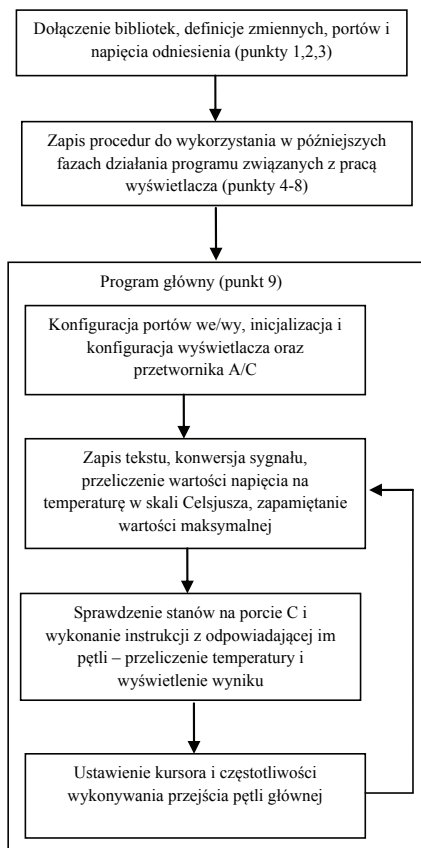 Dołączenie bibliotek, definicje zmiennych, portów i
napięcia odniesienia (punkty 1,2,3)
Zapis procedur do wykorzystania w późniejszych
fazach działania programu związanych z pracą
wyświetlacza (punkty 4-8)
Program główny (punkt 9)
Konfiguracja portów we/wy, inicjalizacja i
konfiguracja wyświetlacza oraz
przetwornika A/C
Zapis tekstu, konwersja sygnału,
przeliczenie wartości napięcia na
temperaturę w skali Celsjusza, zapamiętanie
wartości maksymalnej
Sprawdzenie stanów na porcie C i
wykonanie instrukcji z odpowiadającej im
pętli – przeliczenie temperatury i
wyświetlenie wyniku
Ustawienie kursora i częstotliwości
wykonywania przejścia pętli głównej